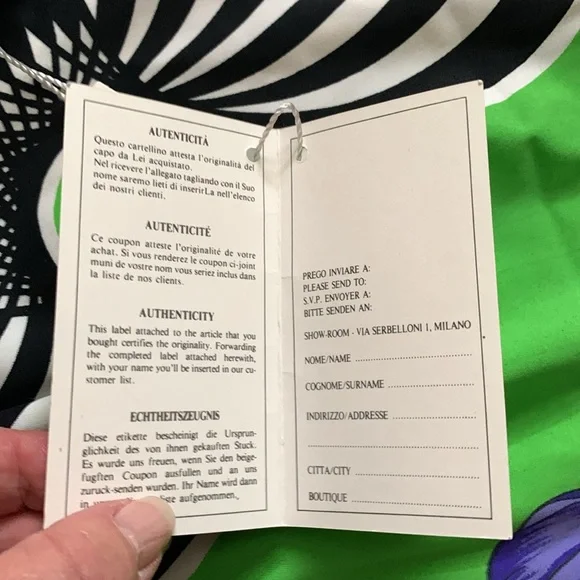 AUTENTICITÀ
Questo cartellino attesta l'originalità del
capo da Lei acquistato.
Nel ricevere l'allegato tagliando con il Suo
nome saremo lieti di inserirLa nell'elenco
dei nostri clienti.
AUTENTICITÉ
Ce coupon atteste l'originalité de votre
achat. Si vous renderez le coupon ci-joint
muni de votre nom vous seriez inclus dans
la liste de nos clients.
AUTHENTICITY
This label attached to the article that you
bought certifies the originality. Forwarding
the completed label attached herewith,
with your name you'll be inserted in our cu-
stomer list.
ECHTHEITSZEUGNIS
Diese etikette bescheinigt die Ursprun-
glichkeit des von ihnen gekauften Stuck.
Es wurde uns freuen, wenn Sie den beige-
fugften Coupon ausfullen und an uns
zuruck-senden wurden. Ihr Name wird dann
in aufgenommen.,
PREGO INVIARE A:
PLEASE SEND TO:
S.V.P. ENVOYER A:
BITTE SENDEN AN:
SHOW-ROOM - VIA SERBELLONI 1, MILANO
NOME/NAME
COGNOME/SURNAME
INDIRIZZO/ADDRESS
CITTA/CITY
BOUTIQUE